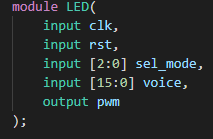 module LED(
    input clk,
    input rst,
    input [2:0] sel_mode,
    input [15:0] voice,
    output pwm
);